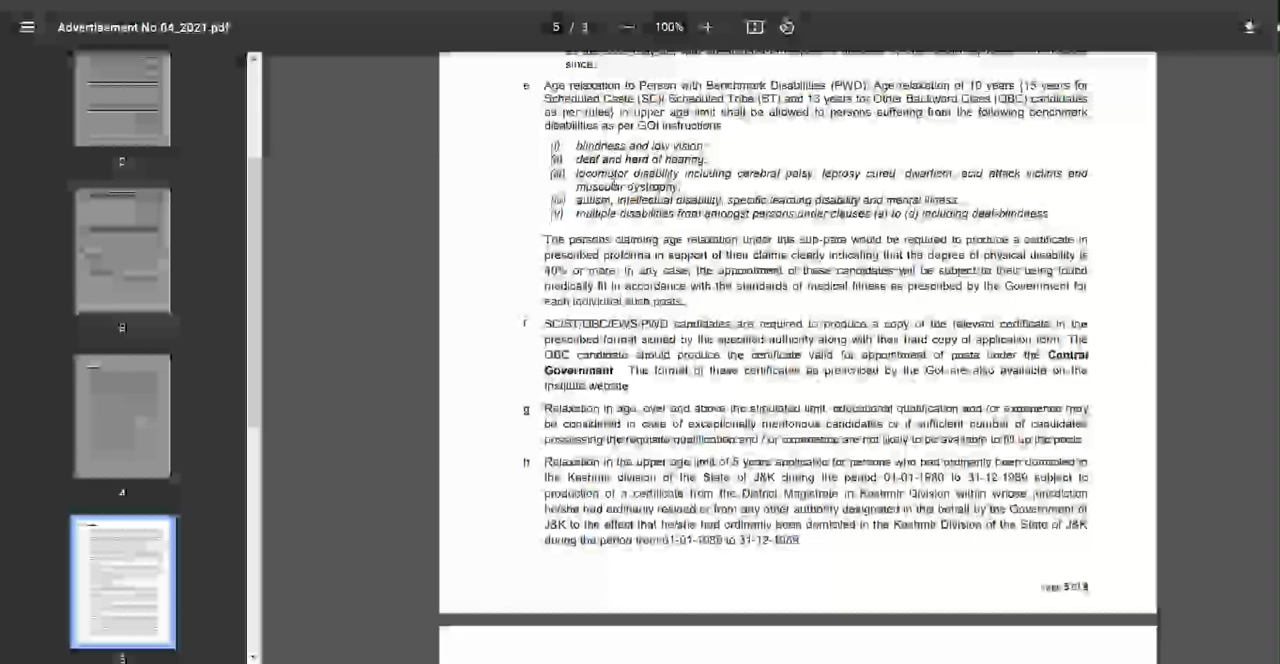 Advertisement No 04_2021.pdf
5 / 3
100%
since.
e Age relaxation to Person with Benchmark Disabilities (PWD) Age relaxation of 10 years (15 years for
Scheduled Caste (SC)/ Scheduled Tribe (ST) and 13 years for Other Backward Class (OBC) candidates
as per rules) in upper age limit shall be allowed to persons suffering from the following benchmark
disabilities as per GOI instructions
(i) blindness and low vision
(ii) deaf and hard of hearing.
(iii) locomotor disability including cerebral palsy, leprosy cured, dwarfism, acid attack victims and
muscular dystrophy.
(iv) autism, intellectual disability, specific learning disability and mental illness
(v) multiple disabilities from amongst persons under clauses (a) to (d) including deaf-blindness
The persons claiming age relaxation under this sub-para would be required to produce a certificate in
prescribed proforma in support of their claims clearly indicating that the degree of physical disability is
40% or more. In any case, the appointment of these candidates will be subject to their being found
medically fit in accordance with the standards of medical fitness as prescribed by the Government for
each individual such posts.
f SC/ST/OBC/EWS/PWD candidates are required to produce a copy of the relevant certificate in the
prescribed format signed by the specified authority along with their hard copy of application form. The
OBC candidate should produce the certificate valid for appointment of posts under the Central
Government The format of these certificates as prescribed by the GoI are also available on the
Institute website
g Relaxation in age, over and above the stipulated limit, educational qualification and /or experience may
be considered in case of exceptionally meritorious candidates or if sufficient number of candidates
possessing the requisite qualification and / or experience are not likely to be available to fill up the posts
h Relaxation in the upper age limit of 5 years applicable for persons who had ordinarily been domiciled in
the Kashmir division of the State of J&K during the period 01-01-1980 to 31-12-1989 subject to
production of a certificate from the District Magistrate in Kashmir Division within whose jurisdiction
he/she had ordinarily resided or from any other authority designated in this behalf by the Government of
J&K to the effect that he/she had ordinarily been domiciled in the Kashmir Division of the State of J&K
during the period from 01-01-1980 to 31-12-1989
4